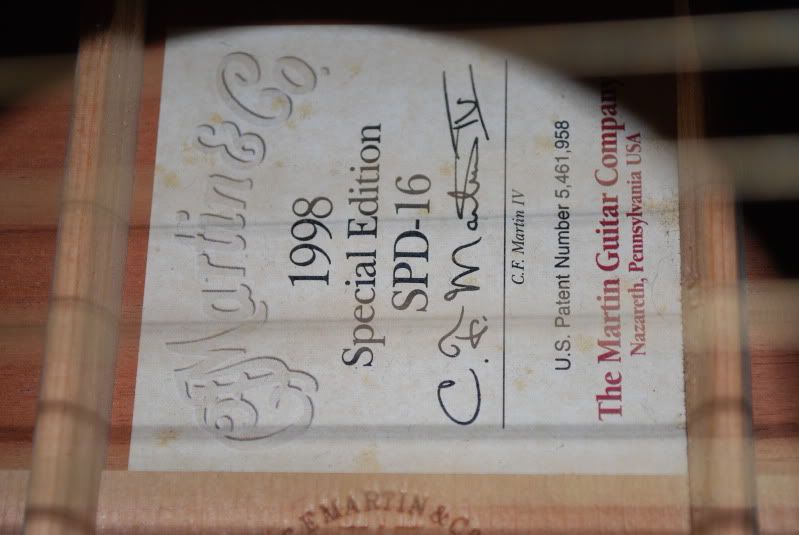 Martin & Co.
1998
Special Edition
SPD-16
C. F. Martin IV
C.F. Martin IV
U.S. Patent Number 5,461,958
The Martin Guitar Company
Nazareth, Pennsylvania USA
C.F. MARTIN & CO